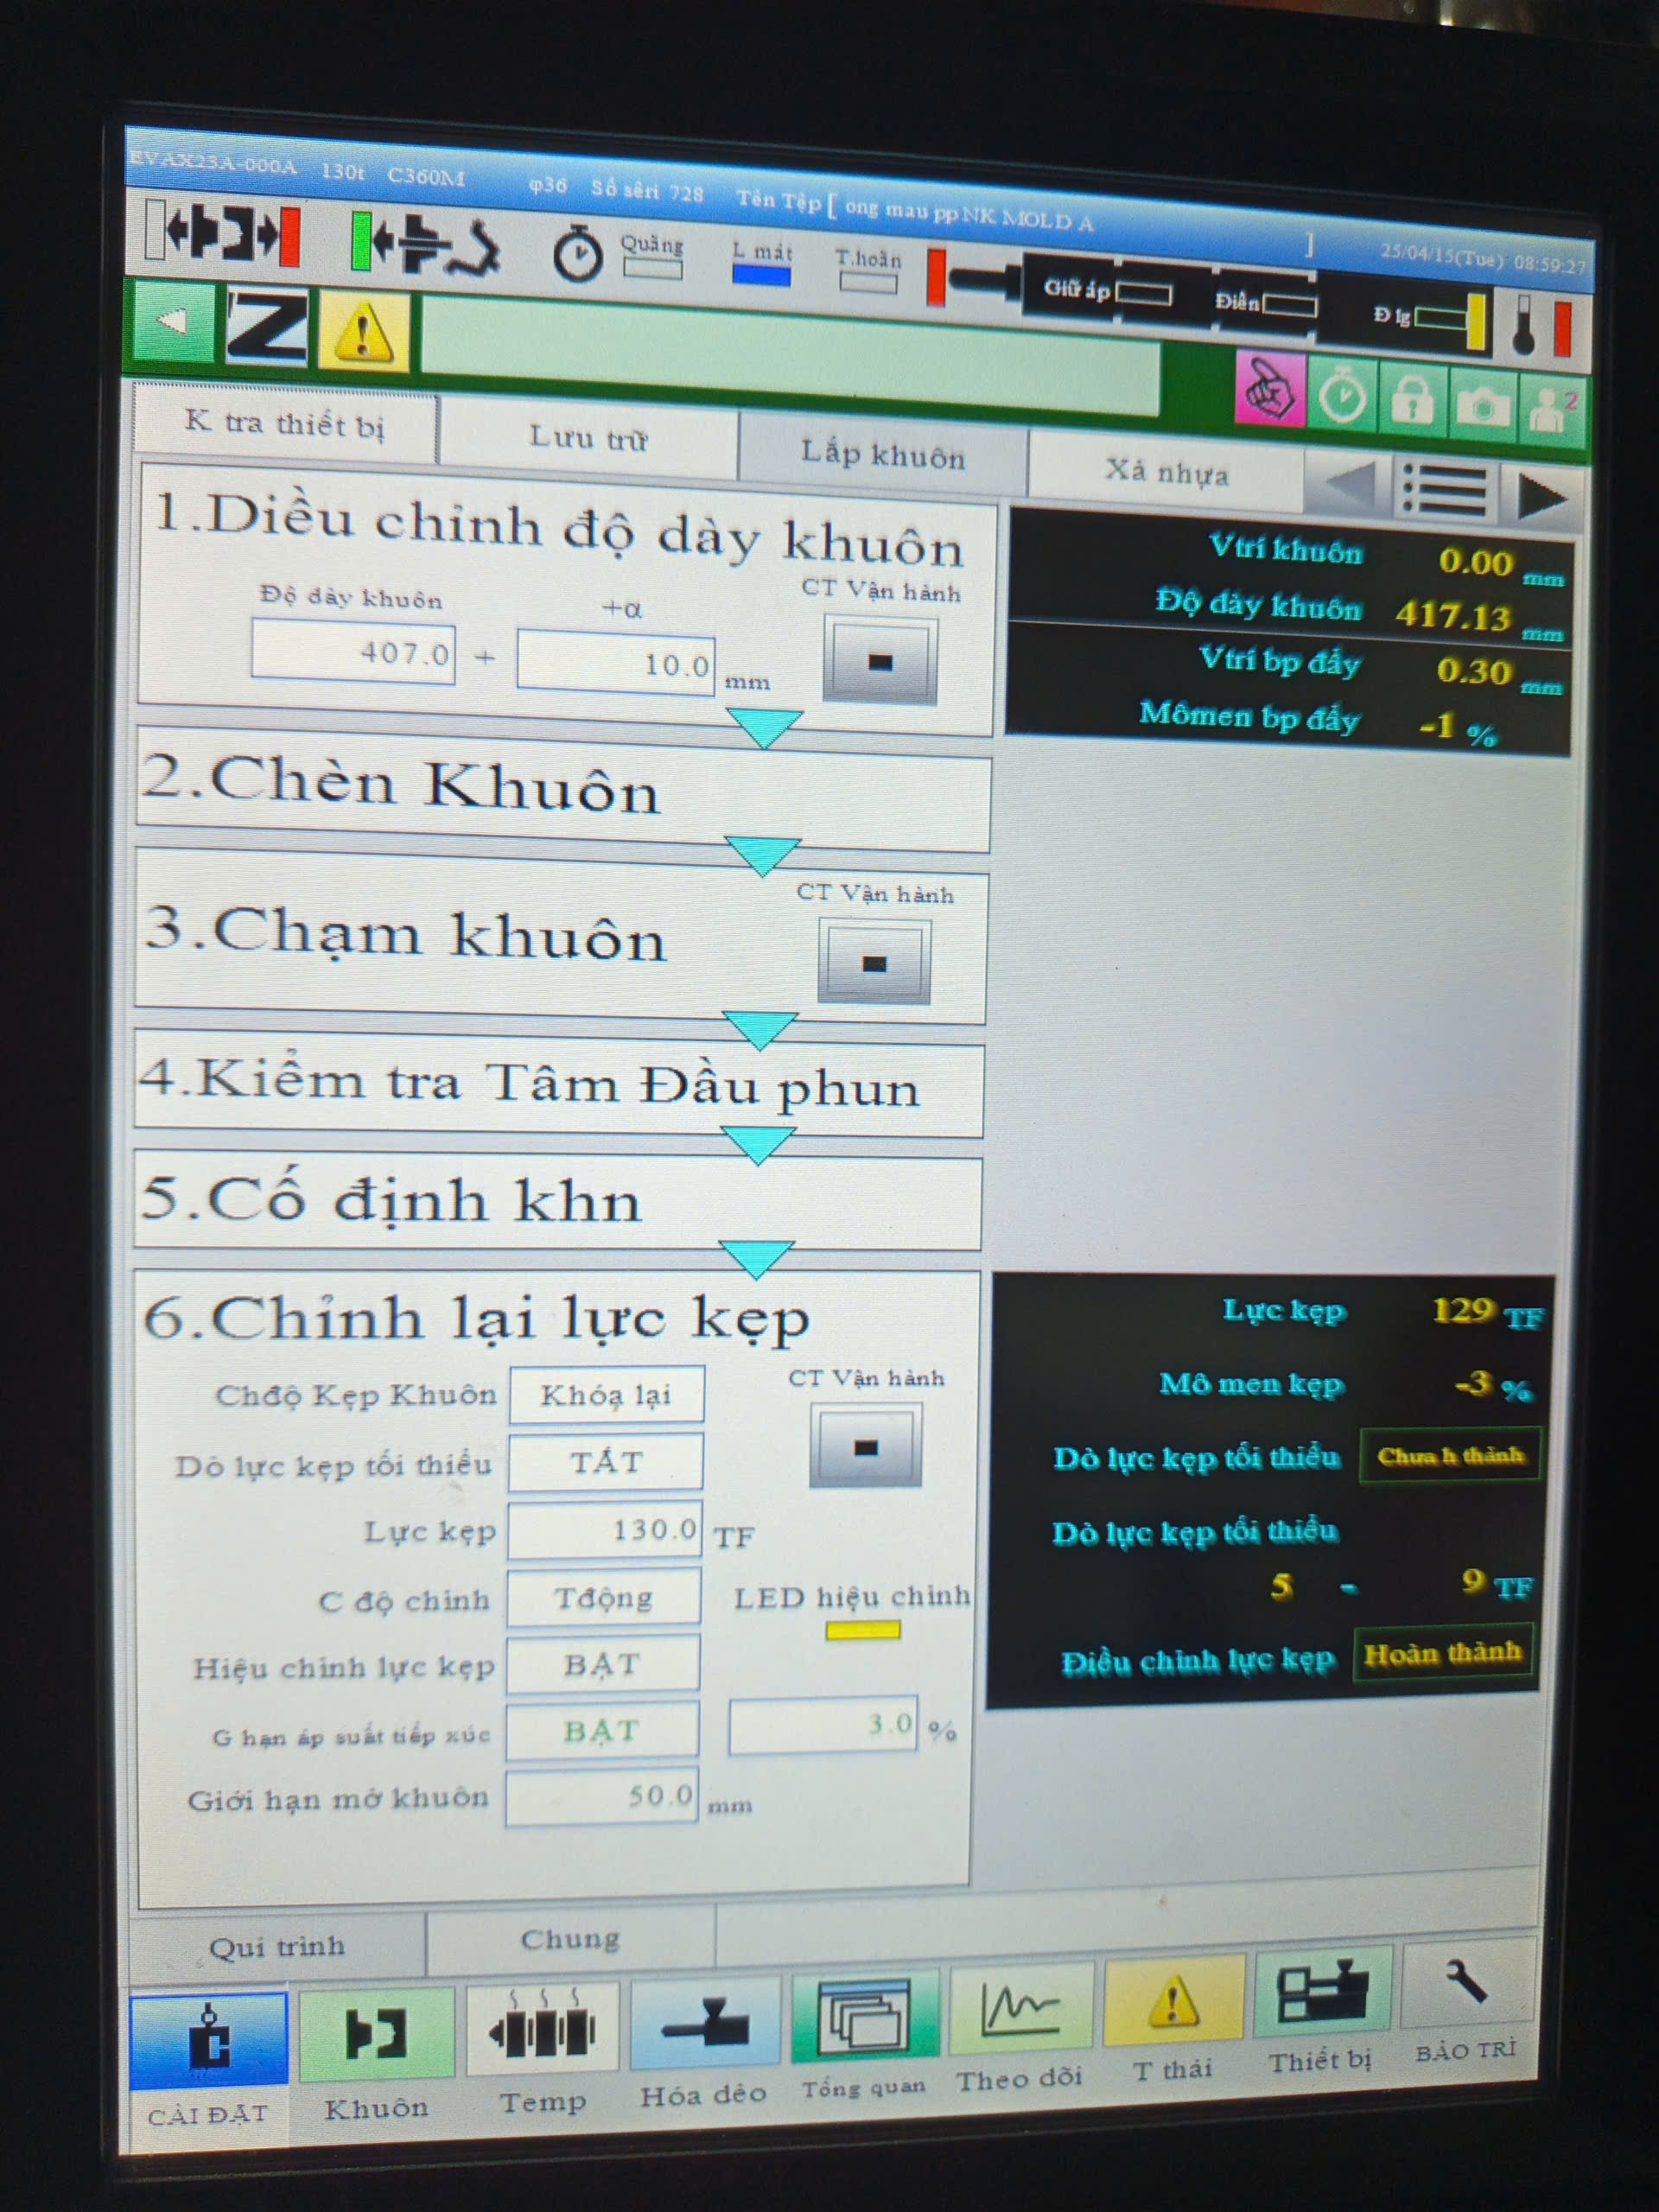 EVAX23A-000A 130t C360M φ36 Số sêri 728 Tên Tệp [ ong mau pp NK MOLD A ] 25/04/15(Tue) 08:59:27
Quãng L mát T.hoãn Giữ áp Điền Đ lg
2
K tra thiết bị Lưu trữ Lắp khuôn Xả nhựa
1.Diều chỉnh độ dày khuôn
Độ dày khuôn +α CT Vận hành
407.0 + 10.0 mm
Vtrí khuôn 0.00 mm
Độ dày khuôn 417.13 mm
Vtrí bp đẩy 0.30 mm
Mômen bp đẩy -1 %
2.Chèn Khuôn
3.Chạm khuôn
CT Vận hành
4.Kiểm tra Tâm Đầu phun
5.Cố định khn
6.Chỉnh lại lực kẹp
CT Vận hành
Chđộ Kẹp Khuôn Khóạ lại
Dò lực kẹp tối thiểu TẮT
Lực kẹp 130.0 TF
C độ chỉnh Tđộng LED hiệu chỉnh
Hiệu chỉnh lực kẹp BẬT
G hạn áp suất tiếp xúc BẬT 3.0 %
Giới hạn mở khuôn 50.0 mm
Lực kẹp 129 TF
Mô men kẹp -3 %
Dò lực kẹp tối thiểu Chưa h thành
Dò lực kẹp tối thiểu
5 - 9 TF
Điều chỉnh lực kẹp Hoàn thành
Qui trình Chung
CÀI ĐẶT Khuôn Temp Hóa dẻo Tổng quan Theo dõi T thái Thiết bị BẢO TRÌ